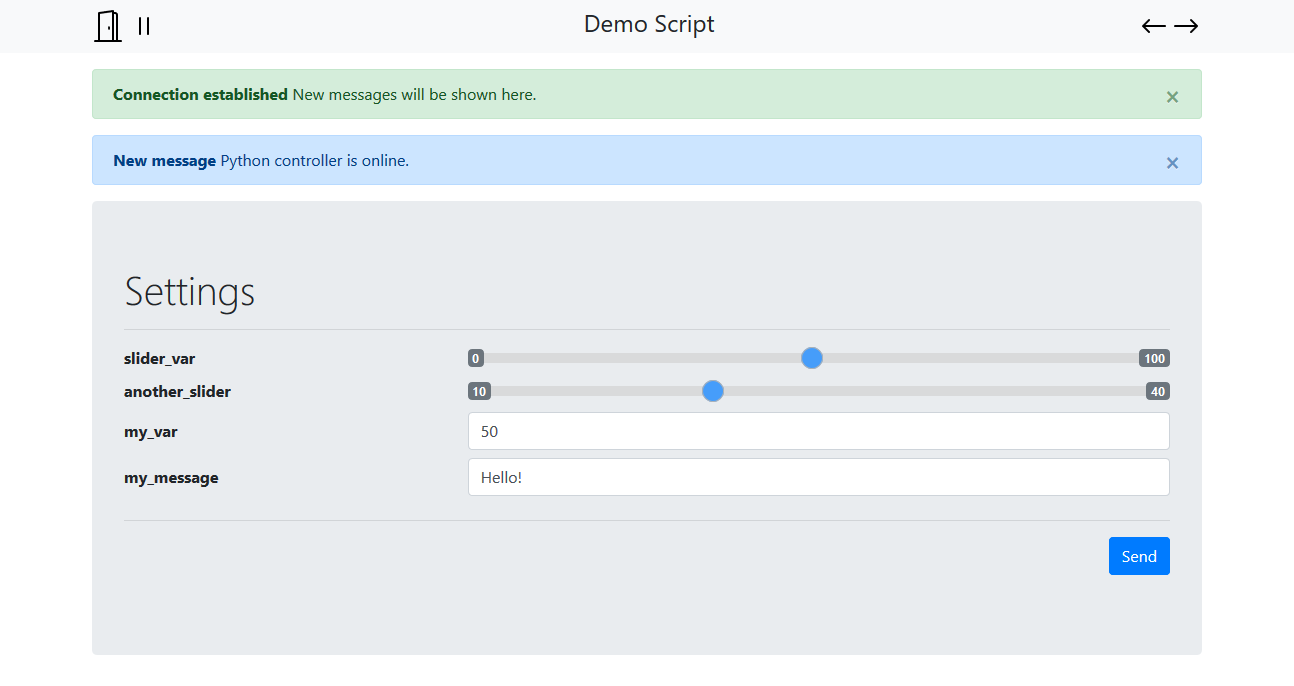 Demo Script
Connection established New messages will be shown here. ×
New message Python controller is online. ×
Settings
slider_var 0 100
another_slider 10 40
my_var 50
my_message Hello!
Send